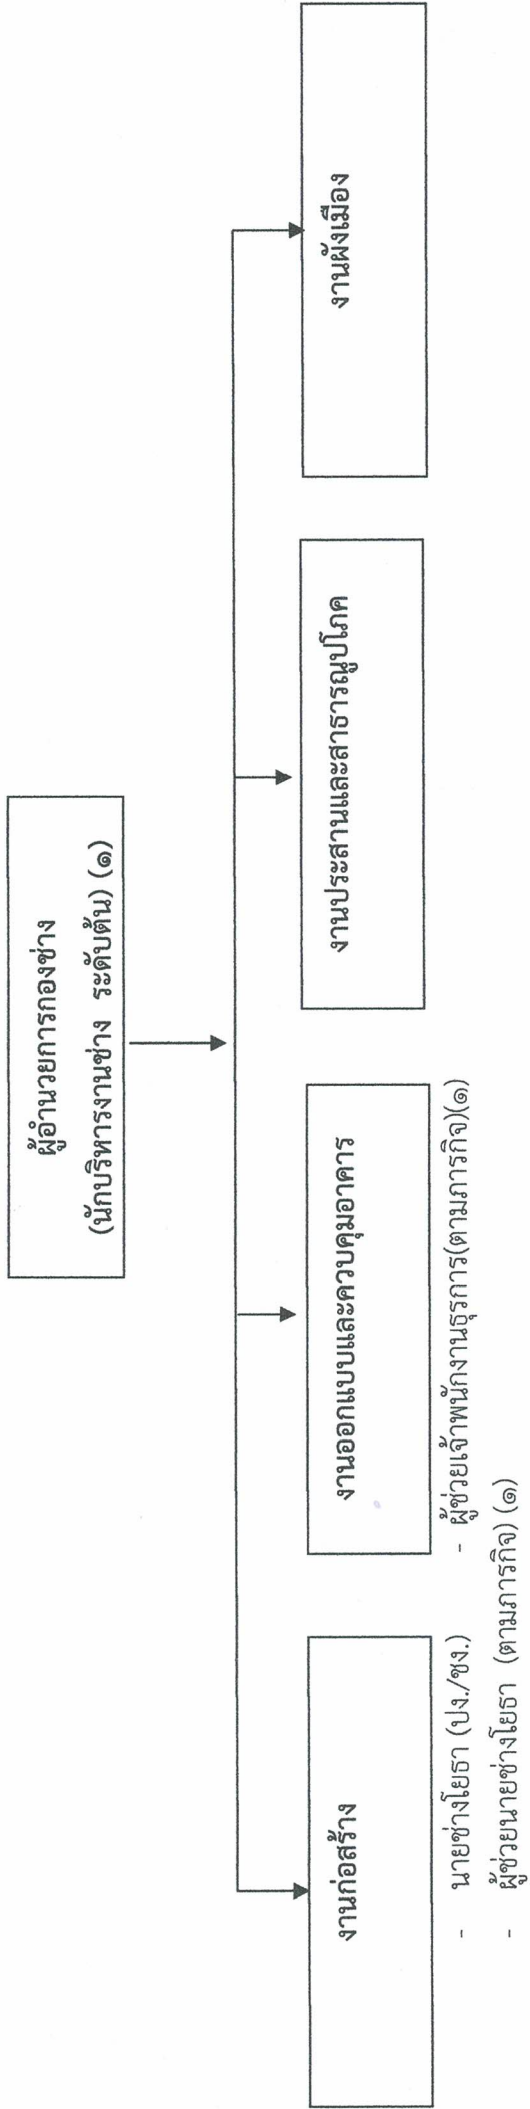 ผู้อำนวยการกองช่าง
(นักบริหารงานช่าง ระดับต้น) (๑)
งานก่อสร้าง
งานออกแบบและควบคุมอาคาร
งานประสานและสาธารณูปโภค
งานผังเมือง
- นายช่างโยธา (ปง./ชง.)
- ผู้ช่วยนายช่างโยธา (ตามภารกิจ) (๑)
- ผู้ช่วยเจ้าพนักงานธุรการ(ตามภารกิจ)(๑)